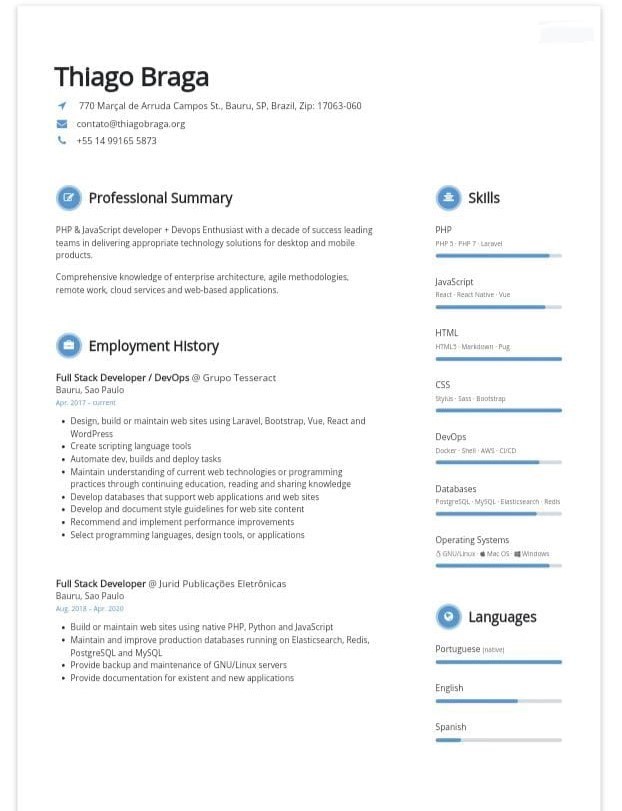 Thiago Braga
770 Marçal de Arruda Campos St., Bauru, SP, Brazil, Zip: 17063-060
contato@thiagobraga.org
+55 14 99165 5873
Professional Summary
PHP & JavaScript developer + Devops Enthusiast with a decade of success leading
teams in delivering appropriate technology solutions for desktop and mobile
products.
Comprehensive knowledge of enterprise architecture, agile methodologies,
remote work, cloud services and web-based applications.
Employment History
Full Stack Developer / DevOps @ Grupo Tesseract
Bauru, Sao Paulo
Apr. 2017 - current
• Design, build or maintain web sites using Laravel, Bootstrap, Vue, React and
WordPress
• Create scripting language tools
• Automate dev, builds and deploy tasks
• Maintain understanding of current web technologies or programming
practices through continuing education, reading and sharing knowledge
• Develop databases that support web applications and web sites
• Develop and document style guidelines for web site content
• Recommend and implement performance improvements
• Select programming languages, design tools, or applications
Full Stack Developer @ Jurid Publicações Eletrônicas
Bauru, Sao Paulo
Aug. 2018 - Apr. 2020
• Build or maintain web sites using native PHP, Python and JavaScript
• Maintain and improve production databases running on Elasticsearch, Redis,
PostgreSQL and MySQL
• Provide backup and maintenance of GNU/Linux servers
• Provide documentation for existent and new applications
Skills
PHP
PHP 5 · PHP 7 · Laravel
JavaScript
React · React Native · Vue
HTML
HTML5 · Markdown · Pug
CSS
Stylus · Sass · Bootstrap
DevOps
Docker · Shell · AWS · CI/CD
Databases
PostgreSQL · MySQL · Elasticsearch · Redis
Operating Systems
GNU/Linux · Mac OS · Windows
Languages
Portuguese (native)
English
Spanish